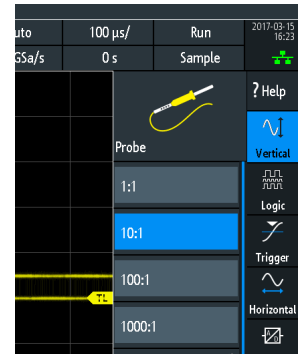 uto 100 µs/ Run 2017-03-15
16:23
GSa/s 0 s Sample
? Help
Probe
Vertical
1:1
Logic
10:1
Trigger
100:1
TL
Horizontal
1000:1
A
D